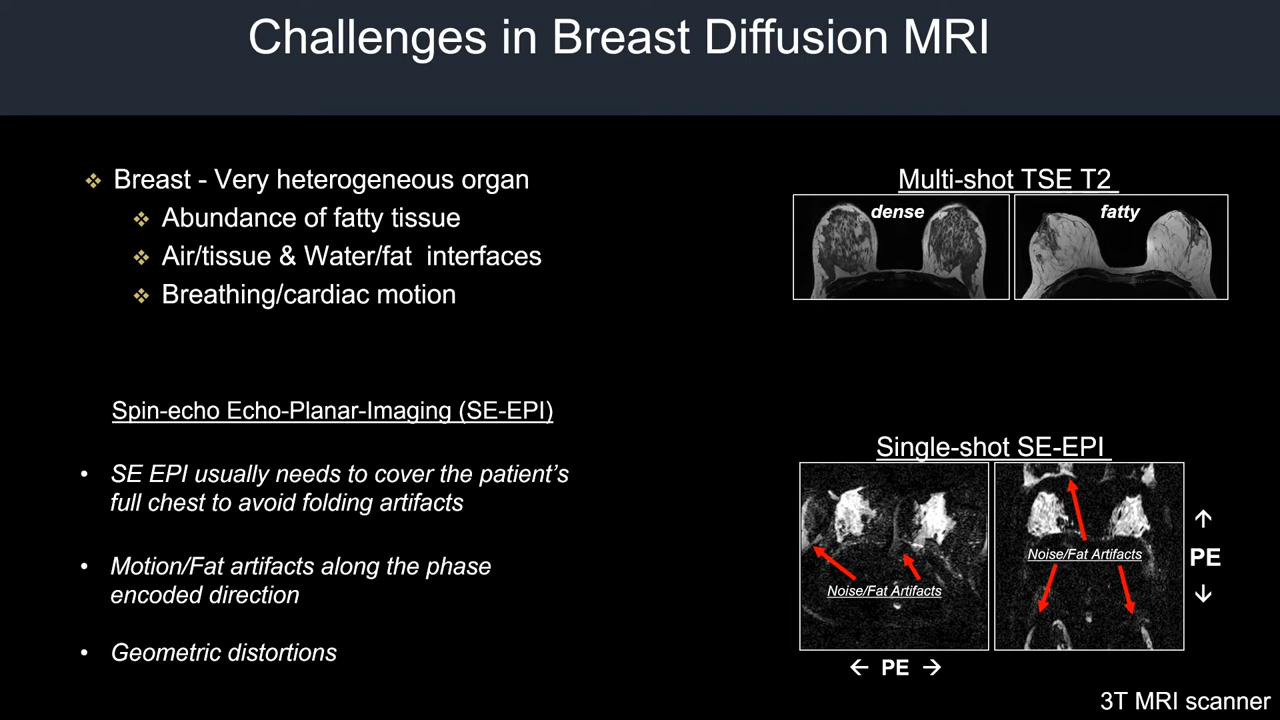 Challenges in Breast Diffusion MRI
Breast - Very heterogeneous organ
Abundance of fatty tissue
Air/tissue & Water/fat interfaces
Breathing/cardiac motion
Multi-shot TSE T2
dense
fatty
Spin-echo Echo-Planar-Imaging (SE-EPI)
• SE EPI usually needs to cover the patient’s
full chest to avoid folding artifacts
• Motion/Fat artifacts along the phase
encoded direction
• Geometric distortions
Single-shot SE-EPI
Noise/Fat Artifacts
← PE →
Noise/Fat Artifacts
↑
PE
↓
3T MRI scanner